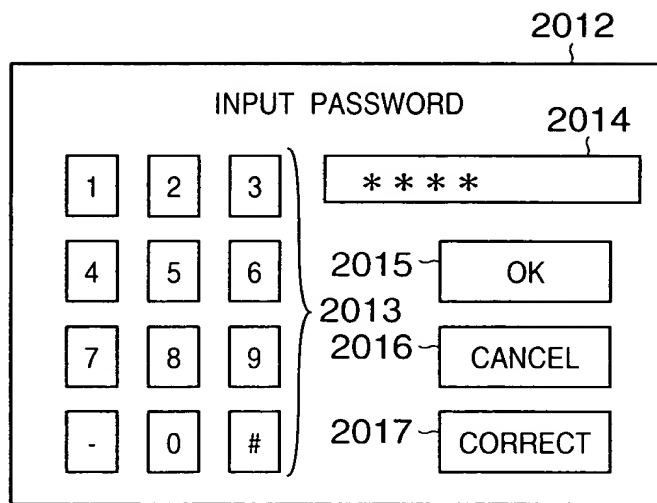 2012
INPUT PASSWORD
2014
1 2 3 ****
4 5 6 2015 OK
2013
7 8 9 2016 CANCEL
- 0 # 2017 CORRECT